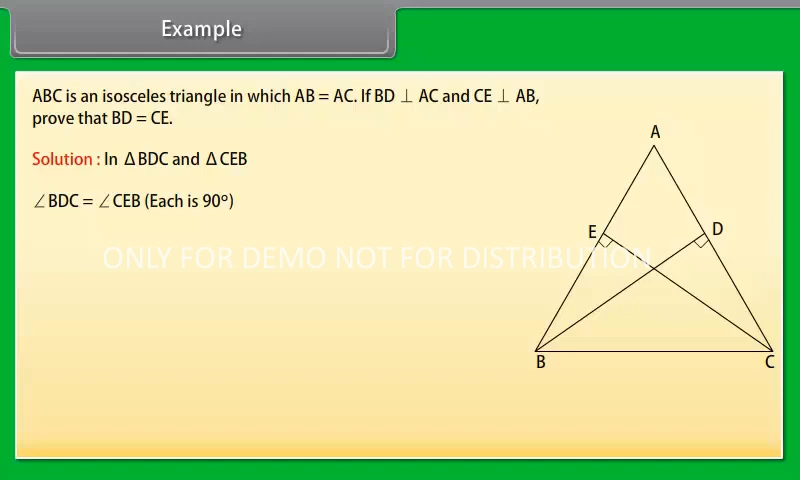 Example
ABC is an isosceles triangle in which AB = AC. If BD ⊥ AC and CE ⊥ AB,
prove that BD = CE.
Solution : In ΔBDC and ΔCEB
∠BDC = ∠CEB (Each is 90º)
ONLY FOR DEMO NOT FOR DISTRIBUTION
A
E
D
B
C